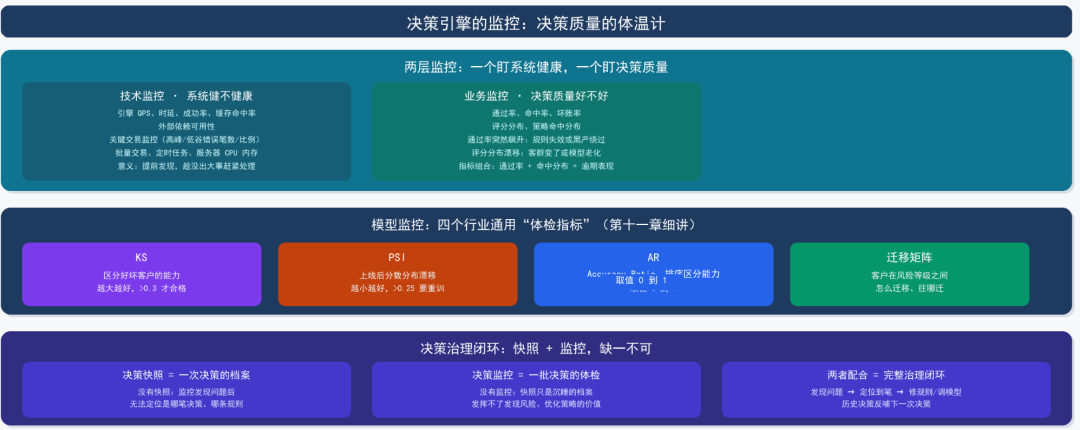 决策引擎的监控：决策质量的体温计
两层监控：一个盯系统健康，一个盯决策质量
技术监控 · 系统健不健康
引擎 QPS、时延、成功率、缓存命中率
外部依赖可用性
关键交易监控（高峰/低谷错误笔数/比例）
批量交易、定时任务、服务器 CPU 内存
意义：提前发现，趁没出大事赶紧处理
业务监控 · 决策质量好不好
通过率、命中率、坏账率
评分分布、策略命中分布
通过率突然飙升：规则失效或黑产绕过
评分分布漂移：客群变了或模型老化
指标组合：通过率 + 命中分布 + 逾期表现
模型监控：四个行业通用“体检指标”（第十一章细讲）
KS
区分好坏客户的能力
越大越好，>0.3 才合格
PSI
上线后分数分布漂移
越小越好，>0.25 要重训
AR
Accuracy Ratio，排序区分能力
取值 0 到 1
迁移矩阵
客户在风险等级之间
怎么迁移、往哪迁
决策治理闭环：快照 + 监控，缺一不可
决策快照 = 一次决策的档案
没有快照：监控发现问题后
无法定位是哪笔决策、哪条规则
决策监控 = 一批决策的体检
没有监控：快照只是沉睡的档案
发挥不了发现风险、优化策略的价值
两者配合 = 完整治理闭环
发现问题 → 定位到笔 → 修规则/调模型
历史决策反哺下一次决策